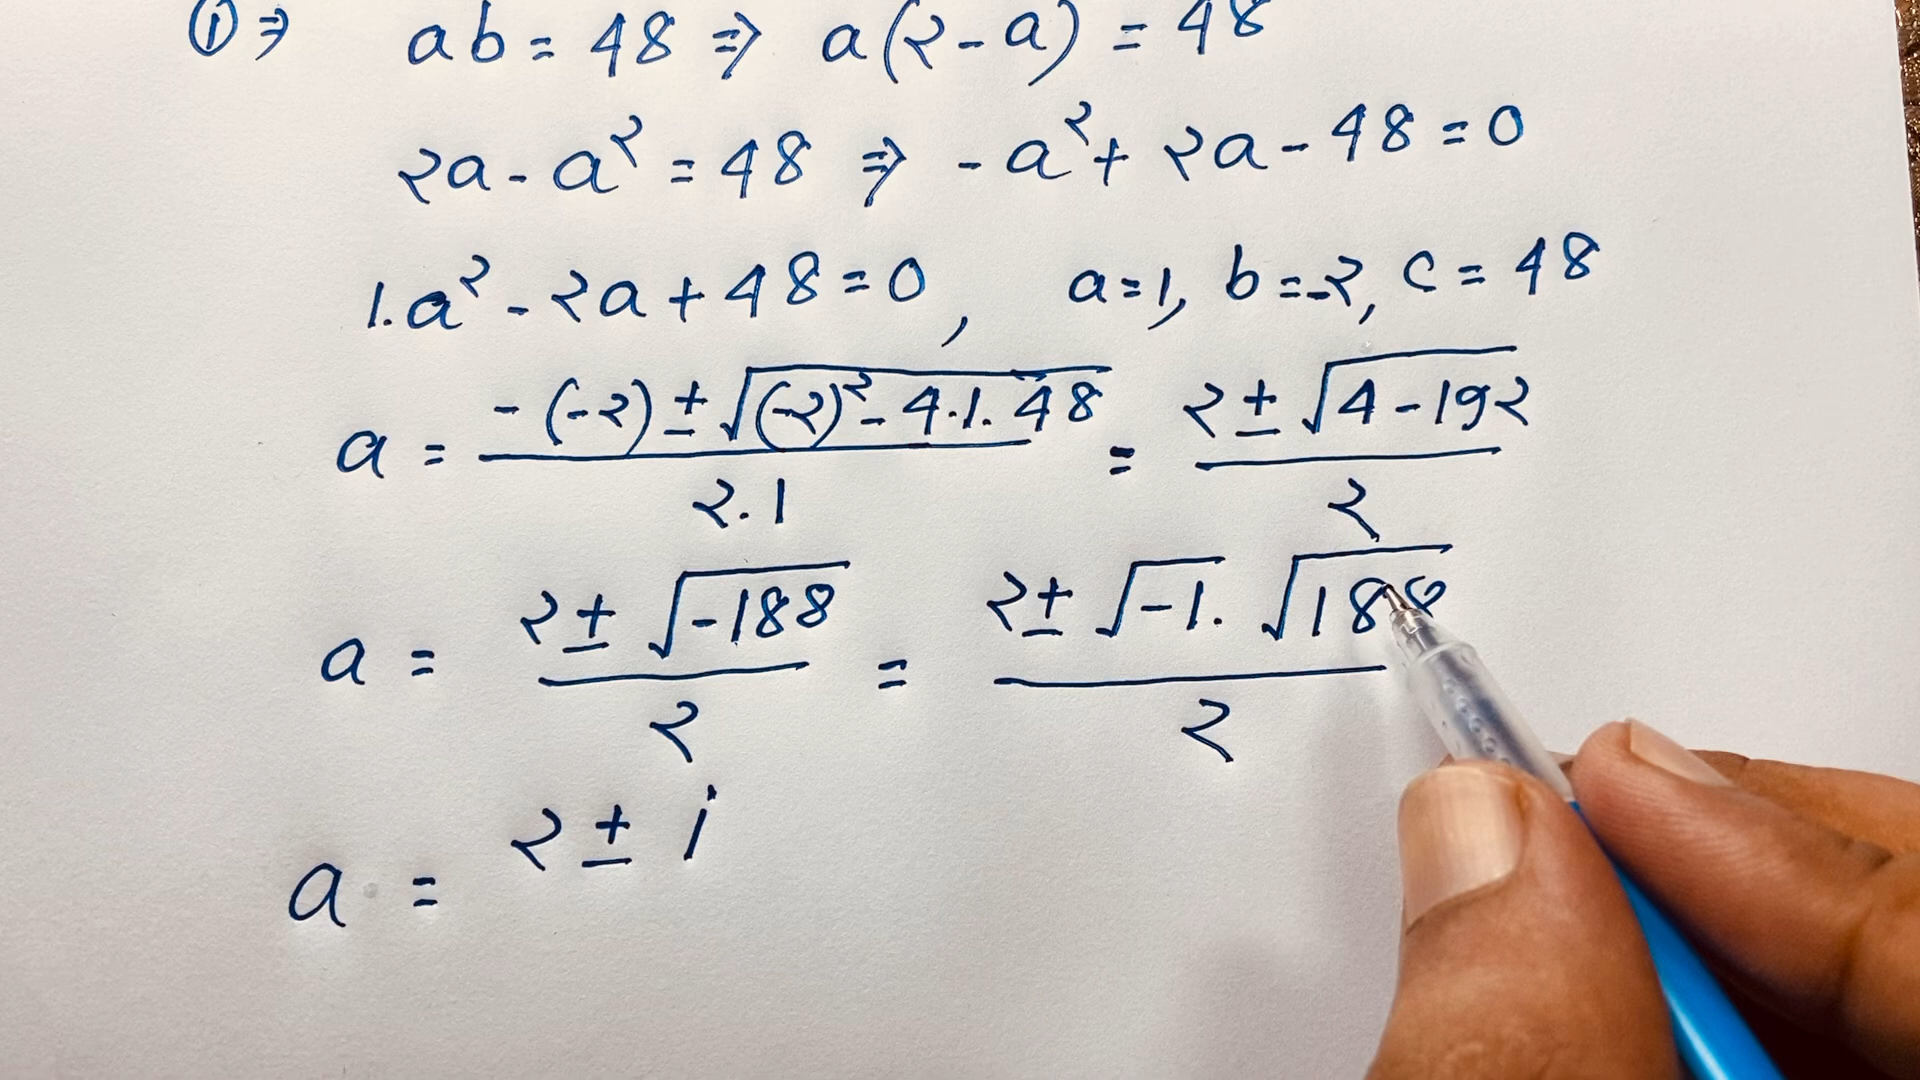 ① ⇒ ab = 48 ⇒ a(2 - a) = 48
2a - a² = 48 ⇒ -a² + 2a - 48 = 0
1.a² - 2a + 48 = 0, a = 1, b = -2, c = 48
a = (-(-2) ± √((-2)² - 4.1.48)) / 2.1 = (2 ± √(4 - 192)) / 2
a = (2 ± √(-188)) / 2 = (2 ± √(-1) . √188) / 2
a = 2 ± i